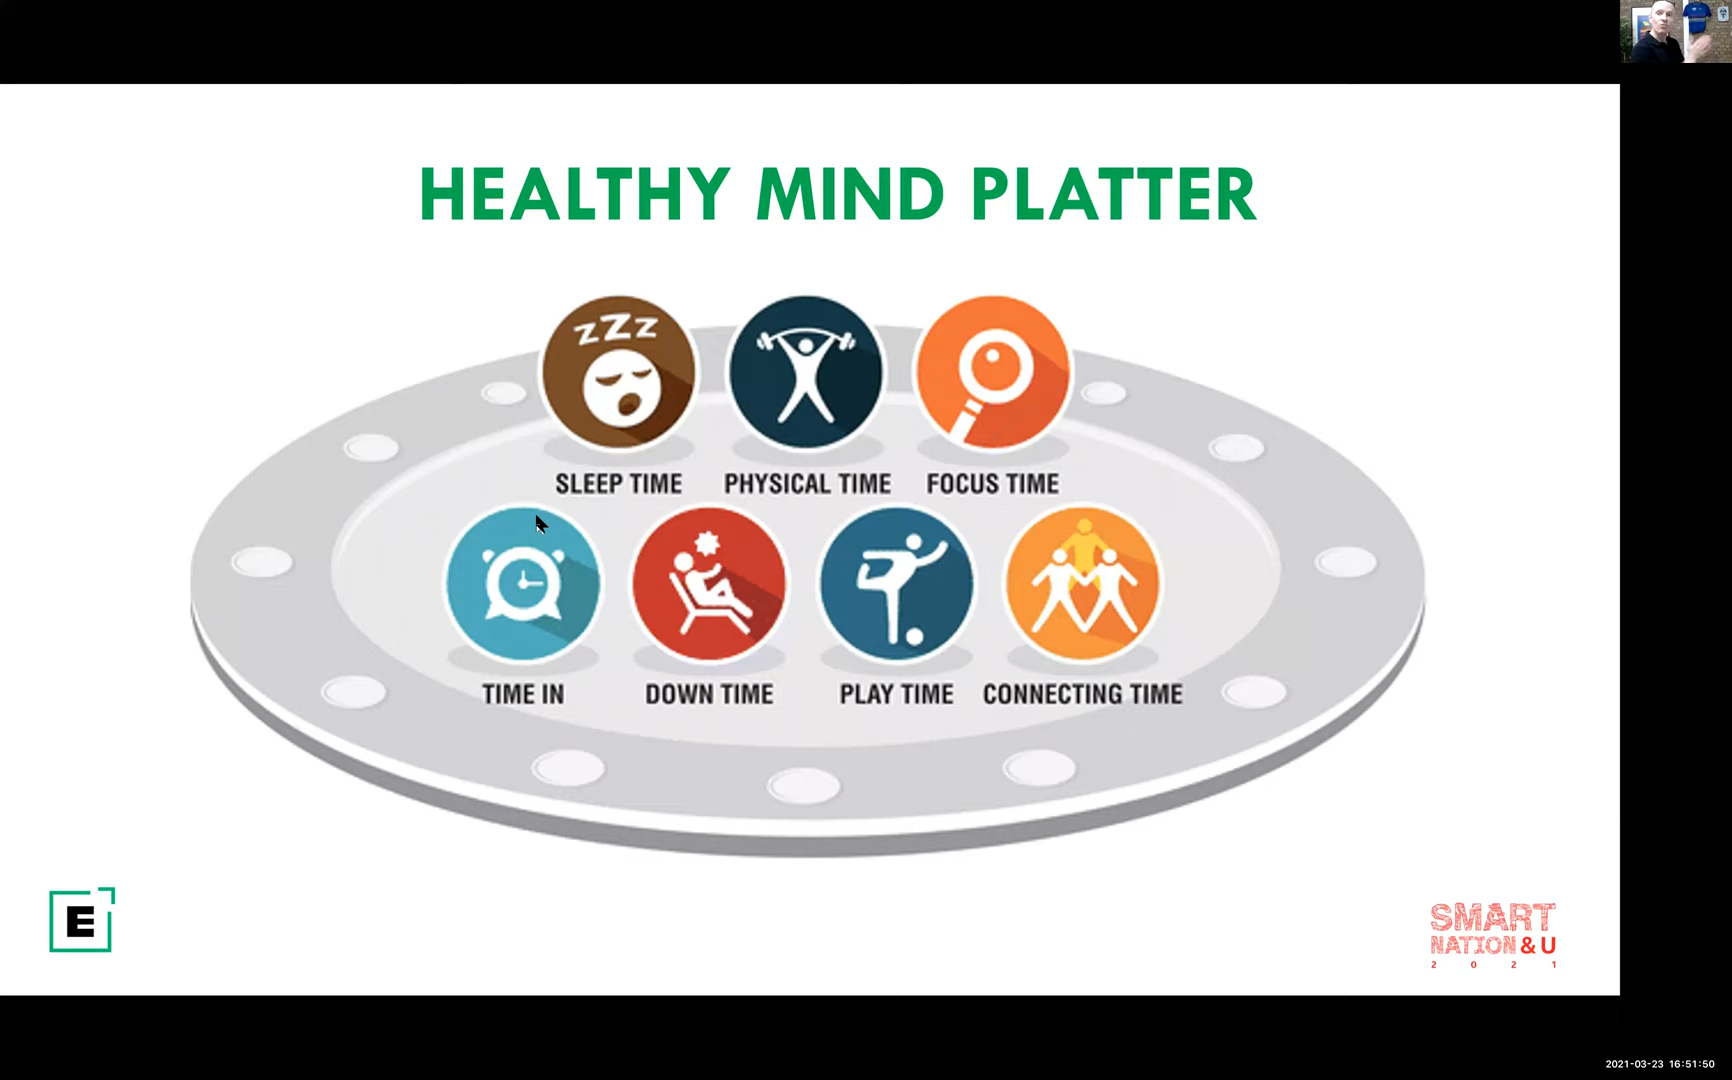 HEALTHY MIND PLATTER
zZz
SLEEP TIME
PHYSICAL TIME
FOCUS TIME
TIME IN
DOWN TIME
PLAY TIME
CONNECTING TIME
E
SMART
NATION & U
2 0 2 1
2021-03-23 16:51:50